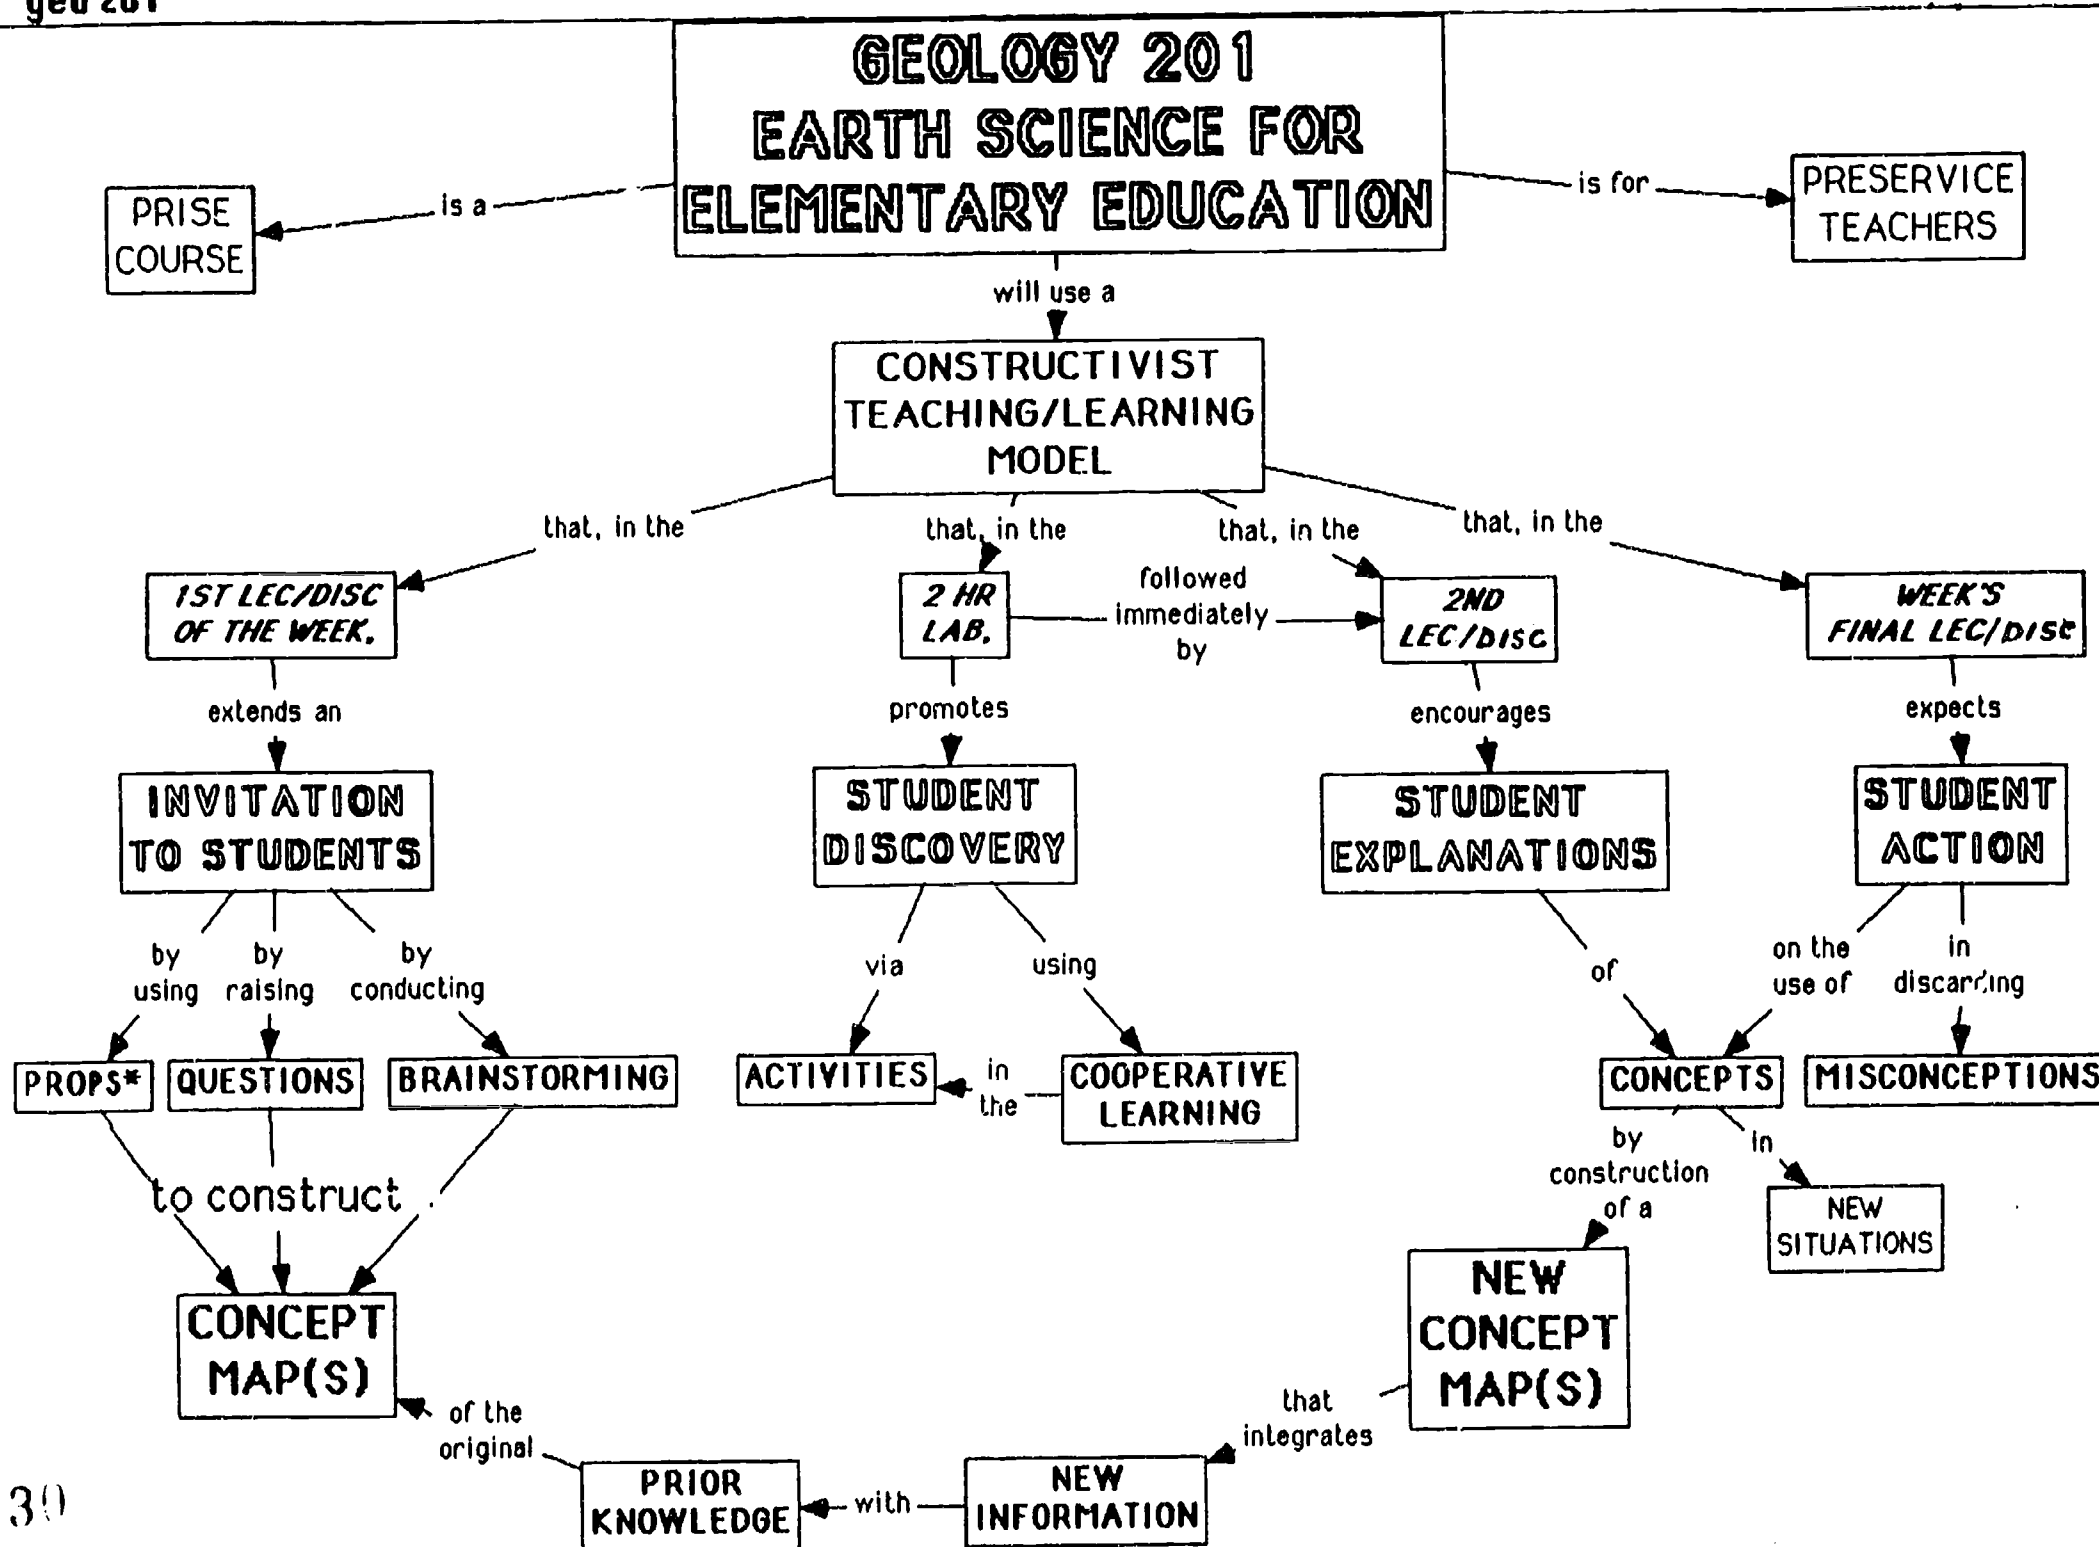 geo 201
GEOLOGY 201
EARTH SCIENCE FOR
ELEMENTARY EDUCATION
is a
PRISE
COURSE
is for
PRESERVICE
TEACHERS
will use a
CONSTRUCTIVIST
TEACHING/LEARNING
MODEL
that, in the
that, in the
that, in the
that, in the
1ST LEC/DISC
OF THE WEEK.
2 HR
LAB.
followed
immediately
by
2ND
LEC/DISC
WEEK'S
FINAL LEC/DISC
extends an
promotes
encourages
expects
INVITATION
TO STUDENTS
STUDENT
DISCOVERY
STUDENT
EXPLANATIONS
STUDENT
ACTION
by
using
by
raising
by
conducting
via
using
of
on the
use of
in
discarding
PROPS*
QUESTIONS
BRAINSTORMING
ACTIVITIES
in
the
COOPERATIVE
LEARNING
CONCEPTS
MISCONCEPTIONS
to construct
by
construction
of a
in
NEW
SITUATIONS
CONCEPT
MAP(S)
NEW
CONCEPT
MAP(S)
of the
original
that
integrates
PRIOR
KNOWLEDGE
with
NEW
INFORMATION
30